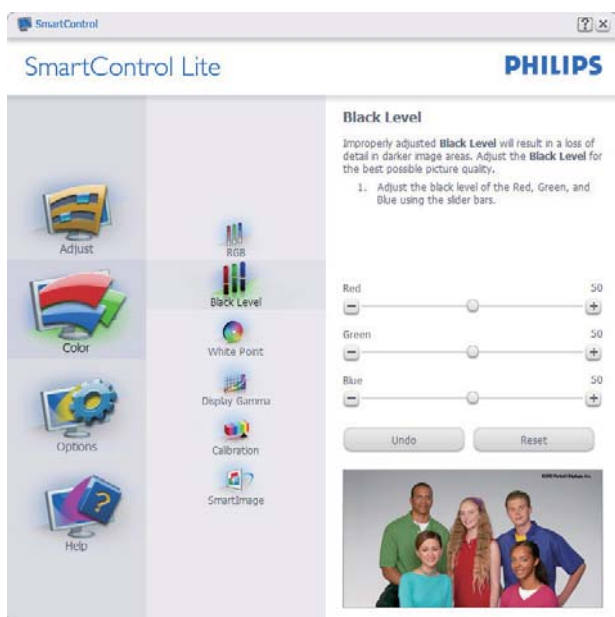 SmartControl
SmartControl Lite
PHILIPS
Adjust
Color
Options
Help
RGB
Black Level
White Point
Display Gamma
Calibration
SmartImage
Black Level
Improperly adjusted Black Level will result in a loss of
detail in darker image areas. Adjust the Black Level for
the best possible picture quality.
1. Adjust the black level of the Red, Green, and
Blue using the slider bars.
Red 50
Green 50
Blue 50
Undo Reset